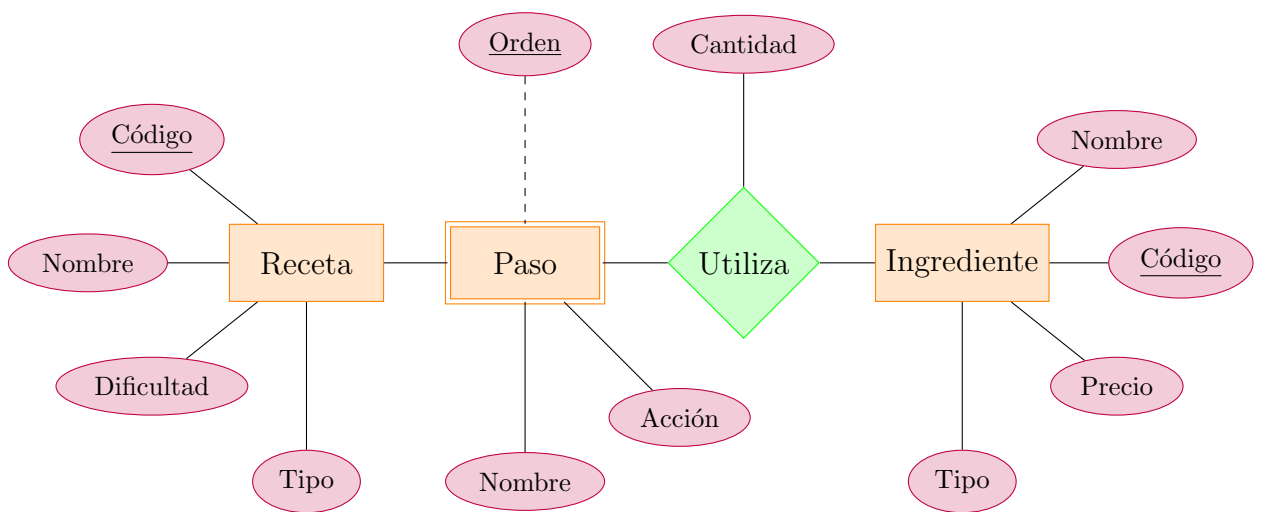 Orden
Cantidad
Código
Nombre
Nombre
Receta
Paso
Utiliza
Ingrediente
Código
Dificultad
Precio
Acción
Tipo
Nombre
Tipo